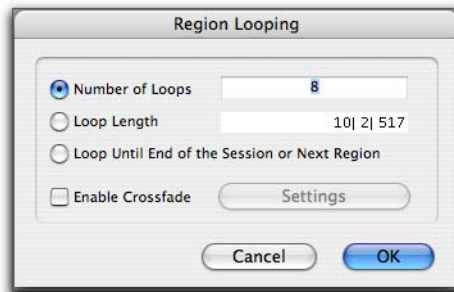 Region Looping
Number of Loops 8
Loop Length 10| 2| 517
Loop Until End of the Session or Next Region
Enable Crossfade Settings
Cancel OK